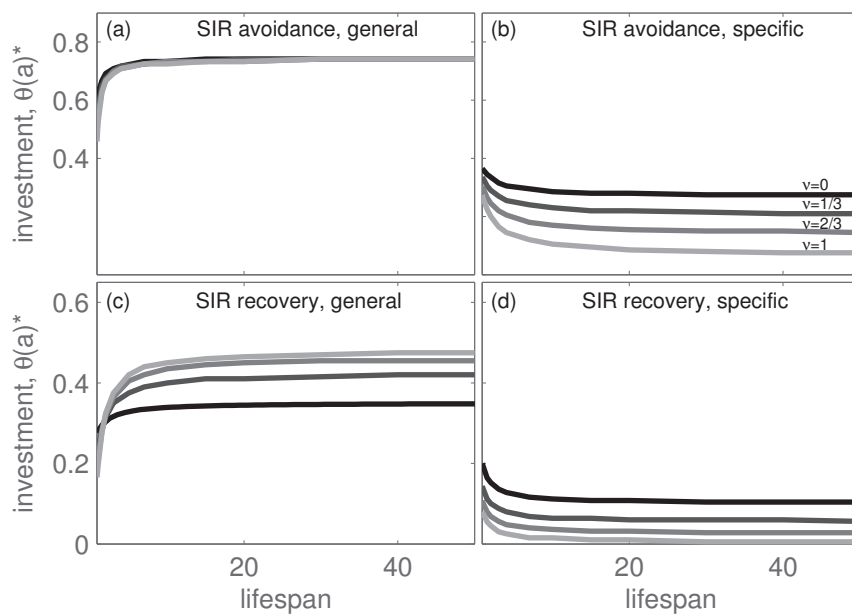 (a) SIR avoidance, general
(b) SIR avoidance, specific
0.8
0.6
0.4
investment, θ(a)*
ν=0
ν=1/3
ν=2/3
ν=1
(c) SIR recovery, general
(d) SIR recovery, specific
0.6
0.4
0.2
0
investment, θ(a)*
20
40
20
40
lifespan
lifespan